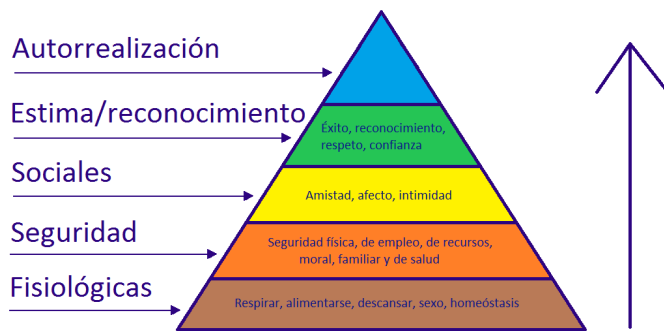 Autorrealización
Estima/reconocimiento
Éxito, reconocimiento,
respeto, confianza
Sociales
Amistad, afecto, intimidad
Seguridad
Seguridad física, de empleo, de recursos,
moral, familiar y de salud
Fisiológicas
Respirar, alimentarse, descansar, sexo, homeóstasis